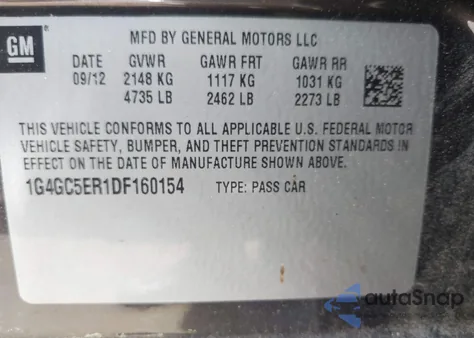 GM
MFD BY GENERAL MOTORS LLC
DATE GVWR GAWR FRT GAWR RR
09/12 2148 KG 1117 KG 1031 KG
4735 LB 2462 LB 2273 LB
THIS VEHICLE CONFORMS TO ALL APPLICABLE U.S. FEDERAL MOTOR
VEHICLE SAFETY, BUMPER, AND THEFT PREVENTION STANDARDS IN
EFFECT ON THE DATE OF MANUFACTURE SHOWN ABOVE.
1G4GC5ER1DF160154 TYPE: PASS CAR
autoSnap